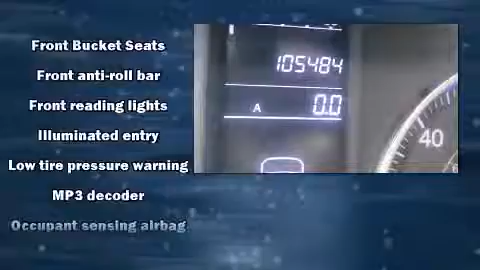 Front Bucket Seats
Front anti-roll bar
Front reading lights
Illuminated entry
Low tire pressure warning
MP3 decoder
Occupant sensing airbag
105484
A 0.0
40